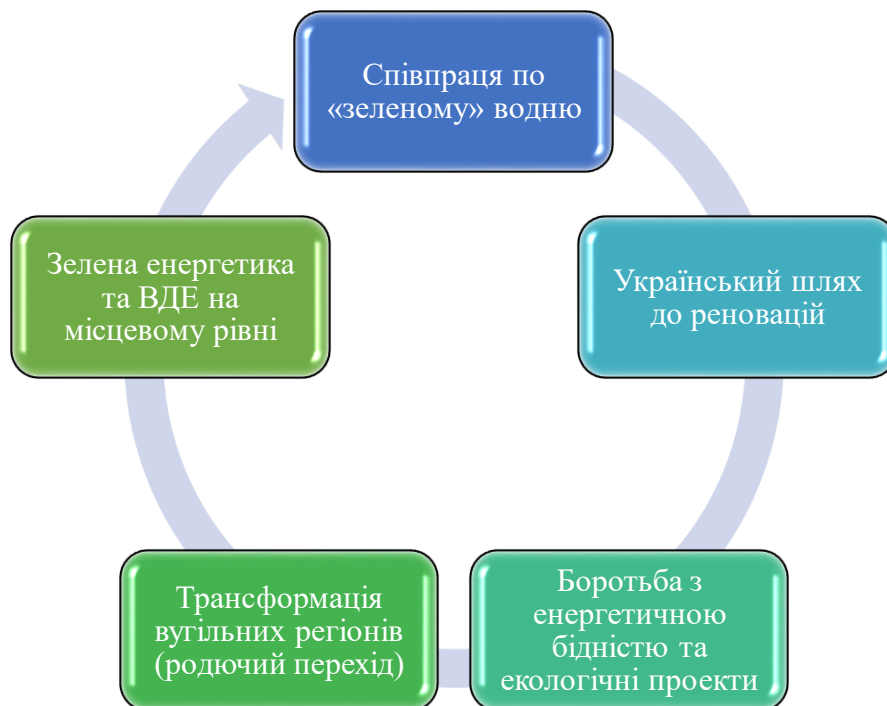 Співпраця по
«зеленому» водню
Український шлях
до реновацій
Боротьба з
енергетичною
бідністю та
екологічні проекти
Трансформація
вугільних регіонів
(родючий перехід)
Зелена енергетика
та ВДЕ на
місцевому рівні